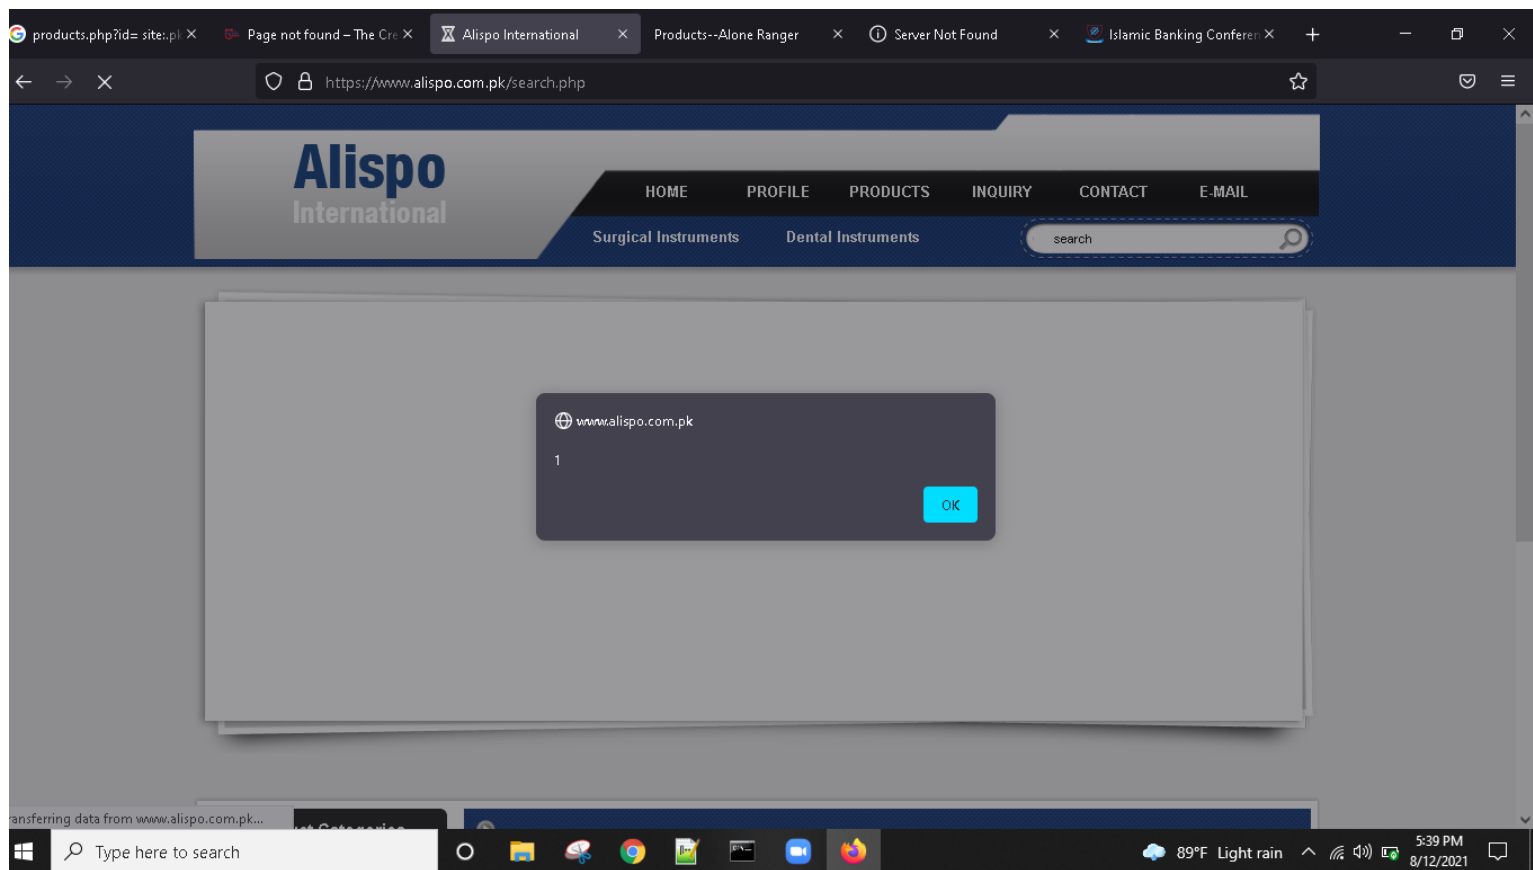 products.php?id= site:.pk
Page not found – The Cre
Alispo International
Products--Alone Ranger
Server Not Found
Islamic Banking Conferen
https://www.alispo.com.pk/search.php
Alispo
International
HOME PROFILE PRODUCTS INQUIRY CONTACT E-MAIL
Surgical Instruments Dental Instruments
search
www.alispo.com.pk
1
OK
ansferring data from www.alispo.com.pk...
Categories
Type here to search
89°F Light rain
5:39 PM
8/12/2021